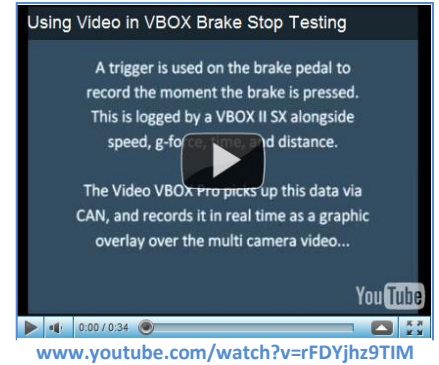 Using Video in VBOX Brake Stop Testing
A trigger is used on the brake pedal to
record the moment the brake is pressed.
This is logged by a VBOX II SX alongside
speed, g-force, time, and distance.
The Video VBOX Pro picks up this data via
CAN, and records it in real time as a graphic
overlay over the multi camera video...
YouTube
0:00 / 0:34
www.youtube.com/watch?v=rFDYjhz9TIM